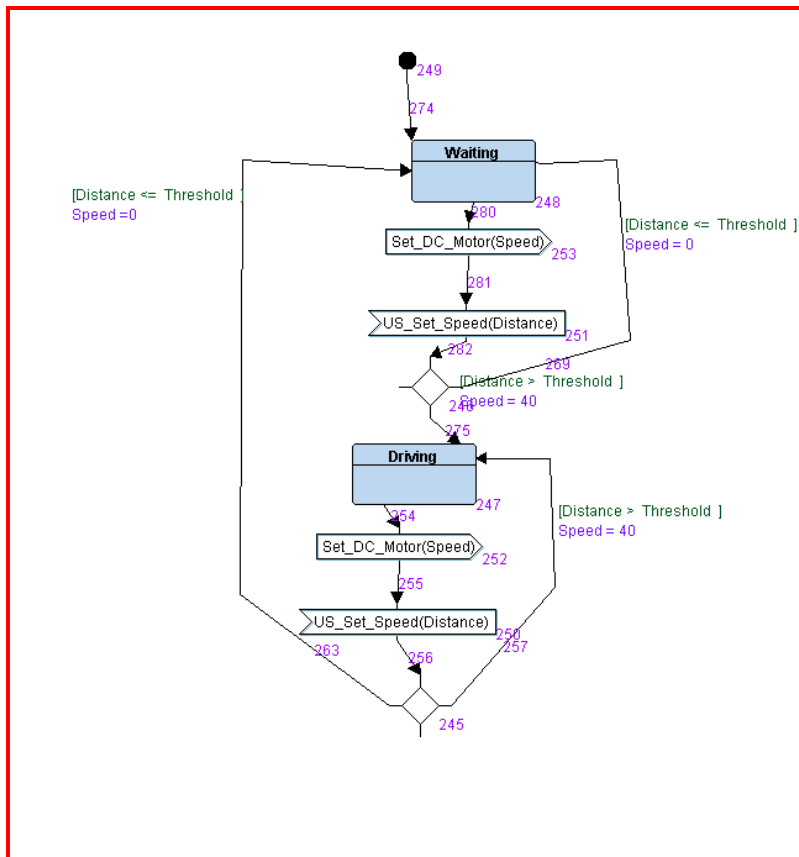 249
274
Waiting
248
[Distance <= Threshold ]
Speed =0
280
[Distance <= Threshold ]
Speed = 0
Set_DC_Motor(Speed)
253
281
US_Set_Speed(Distance)
251
282
269
[Distance > Threshold ]
Speed = 40
246
275
Driving
247
254
[Distance > Threshold ]
Speed = 40
Set_DC_Motor(Speed)
252
255
US_Set_Speed(Distance)
250
263
256
257
245